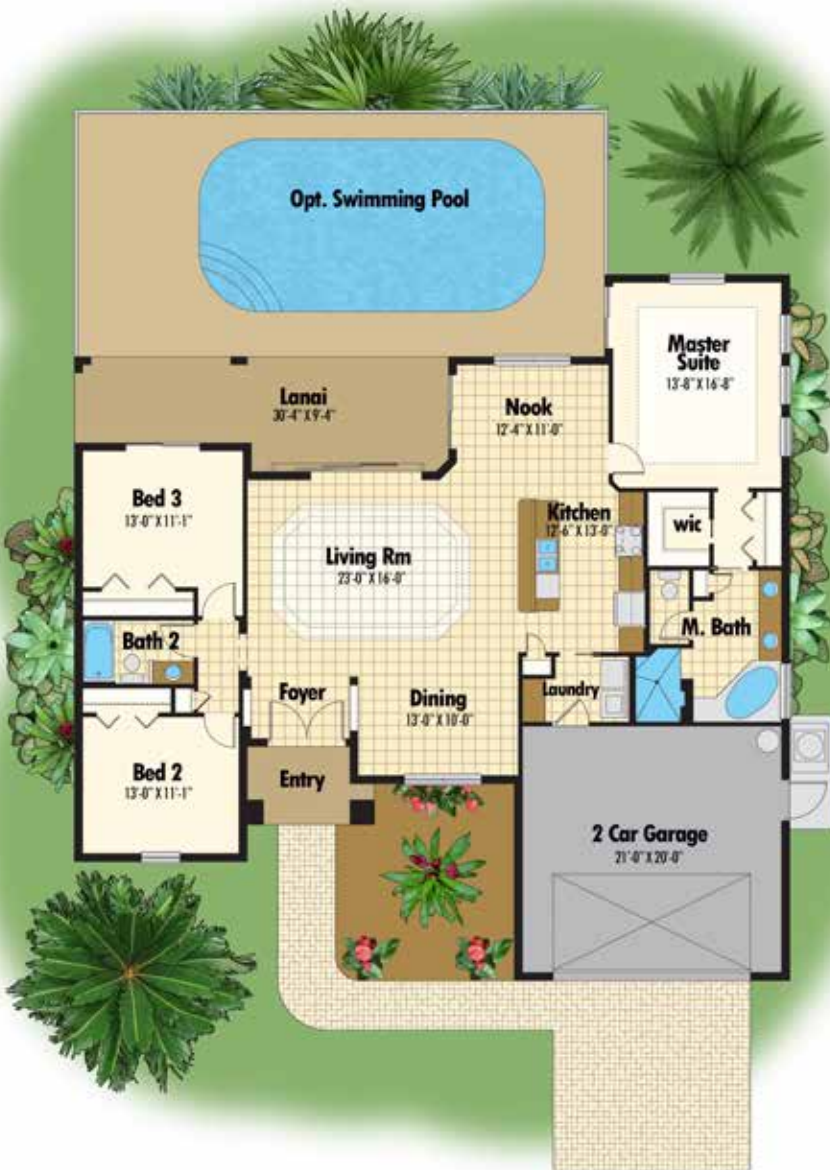 Opt. Swimming Pool
Master
Suite
13'-8" X 16'-8"
Lanai
30'-4" X 9'-4"
Nook
12'-4" X 11'-0"
Bed 3
13'-0" X 11'-1"
Kitchen
12'-6" X 13'-0"
wic
Living Rm
23'-0" X 16'-0"
Bath 2
M. Bath
Foyer
Dining
13'-0" X 10'-0"
Laundry
Bed 2
13'-0" X 11'-1"
Entry
2 Car Garage
21'-0" X 20'-0"